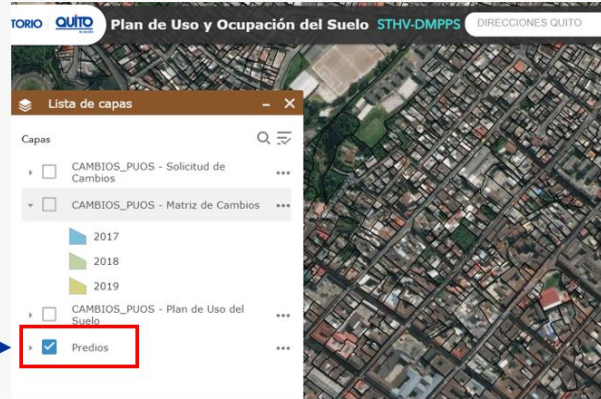 TORIO QUITO Plan de Uso y Ocupación del Suelo STHV-DMPPS DIRECCIONES QUITO
Lista de capas
Capas
CAMBIOS_PUOS - Solicitud de
Cambios
CAMBIOS_PUOS - Matriz de Cambios
2017
2018
2019
CAMBIOS_PUOS - Plan de Uso del
Suelo
Predios